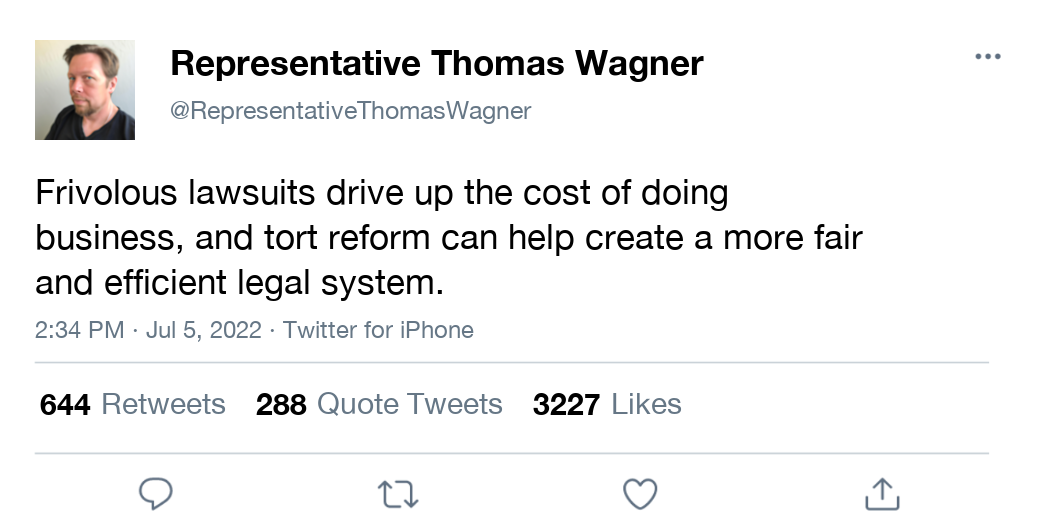 Representative Thomas Wagner
@RepresentativeThomasWagner
Frivolous lawsuits drive up the cost of doing
business, and tort reform can help create a more fair
and efficient legal system.
2:34 PM · Jul 5, 2022 · Twitter for iPhone
644 Retweets 288 Quote Tweets 3227 Likes